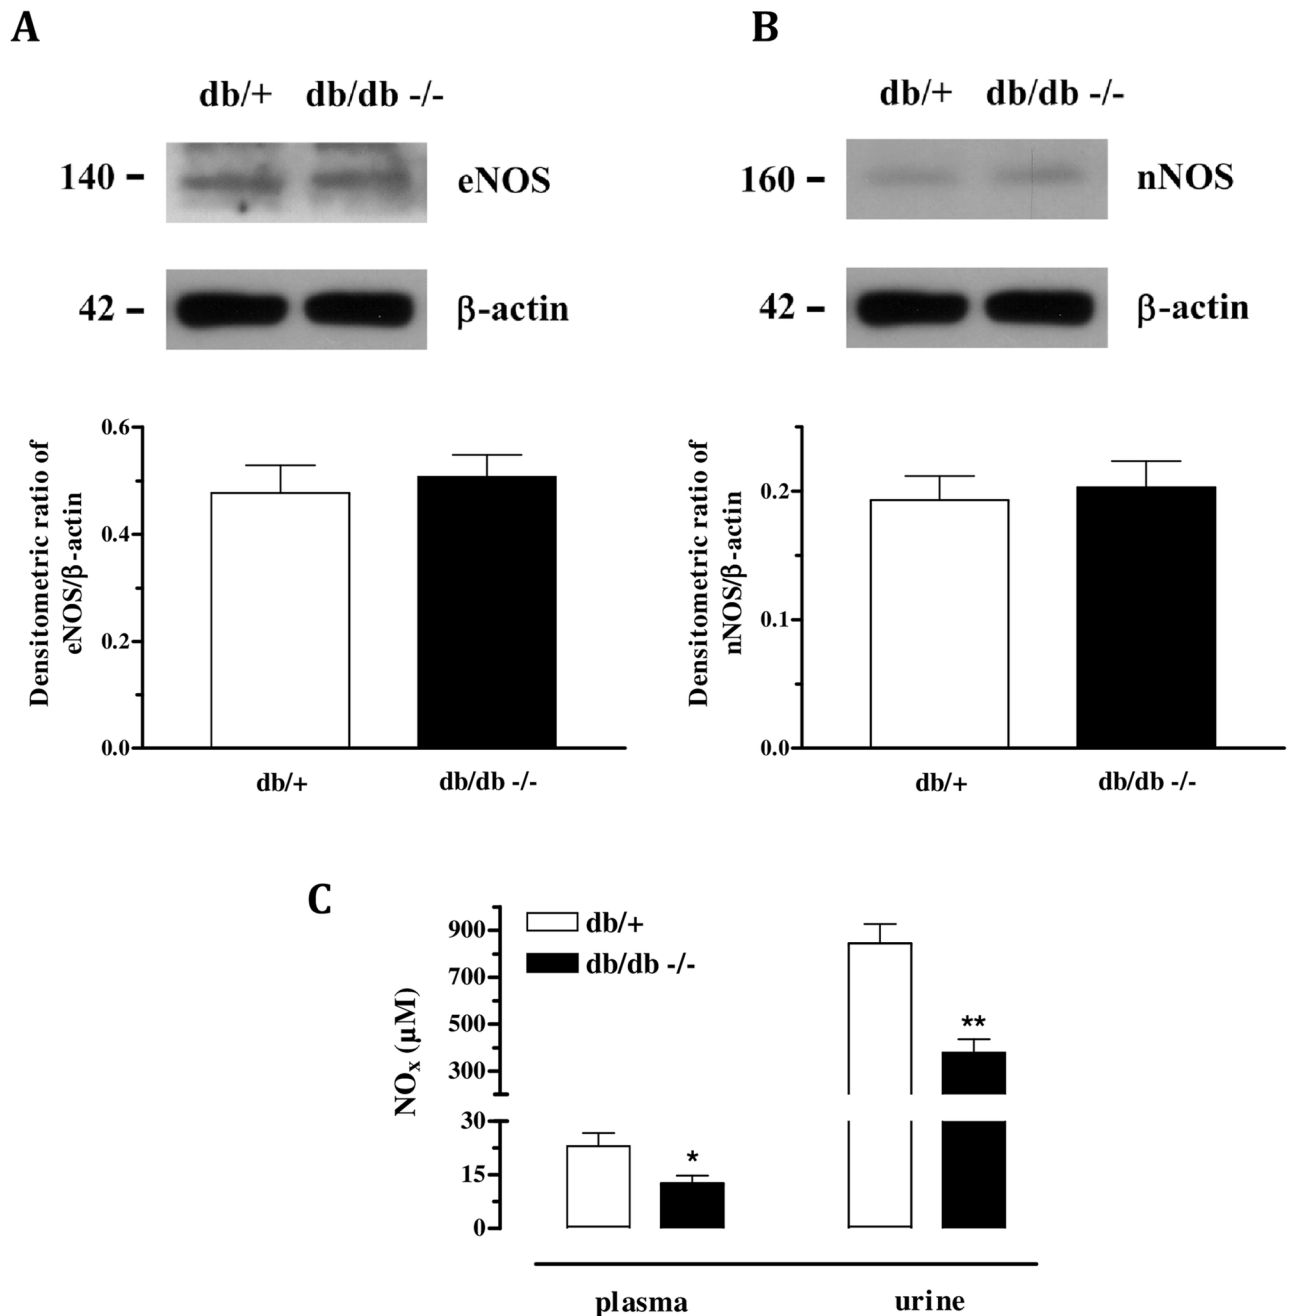 A
B
db/+ db/db -/-
db/+ db/db -/-
140
eNOS
160
nNOS
42
β-actin
42
β-actin
Densitometric ratio of
eNOS/β-actin
0.6
0.4
0.2
0.0
db/+
db/db -/-
Densitometric ratio of
nNOS/β-actin
0.2
0.1
0.0
db/+
db/db -/-
C
NOx (μM)
900
700
500
300
30
15
0
db/+
db/db -/-
*
**
plasma
urine